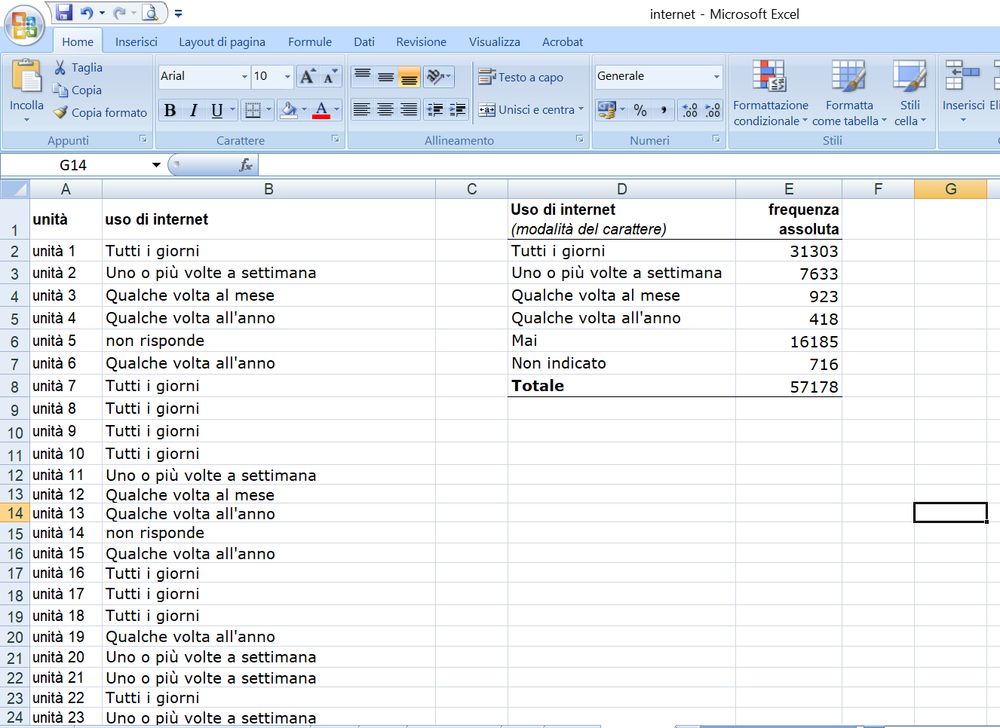 internet - Microsoft Excel
Home Inserisci Layout di pagina Formule Dati Revisione Visualizza Acrobat
Incolla
Taglia
Copia
Copia formato
Appunti
Arial 10
B I U
A A
A
Carattere
Testo a capo
Unisci e centra
Allineamento
Generale
% ,00 ,00
Numeri
Formattazione condizionale
Formatta come tabella
Stili cella
Stili
Inserisci
G14 fx
A B C D E F G
1 unità uso di internet Uso di internet frequenza
(modalità del carattere) assoluta
2 unità 1 Tutti i giorni Tutti i giorni 31303
3 unità 2 Uno o più volte a settimana Uno o più volte a settimana 7633
4 unità 3 Qualche volta al mese Qualche volta al mese 923
5 unità 4 Qualche volta all'anno Qualche volta all'anno 418
6 unità 5 non risponde Mai 16185
7 unità 6 Qualche volta all'anno Non indicato 716
8 unità 7 Tutti i giorni Totale 57178
9 unità 8 Tutti i giorni
10 unità 9 Tutti i giorni
11 unità 10 Tutti i giorni
12 unità 11 Uno o più volte a settimana
13 unità 12 Qualche volta al mese
14 unità 13 Qualche volta all'anno
15 unità 14 non risponde
16 unità 15 Qualche volta all'anno
17 unità 16 Tutti i giorni
18 unità 17 Tutti i giorni
19 unità 18 Tutti i giorni
20 unità 19 Qualche volta all'anno
21 unità 20 Uno o più volte a settimana
22 unità 21 Uno o più volte a settimana
23 unità 22 Tutti i giorni
24 unità 23 Uno o più volte a settimana